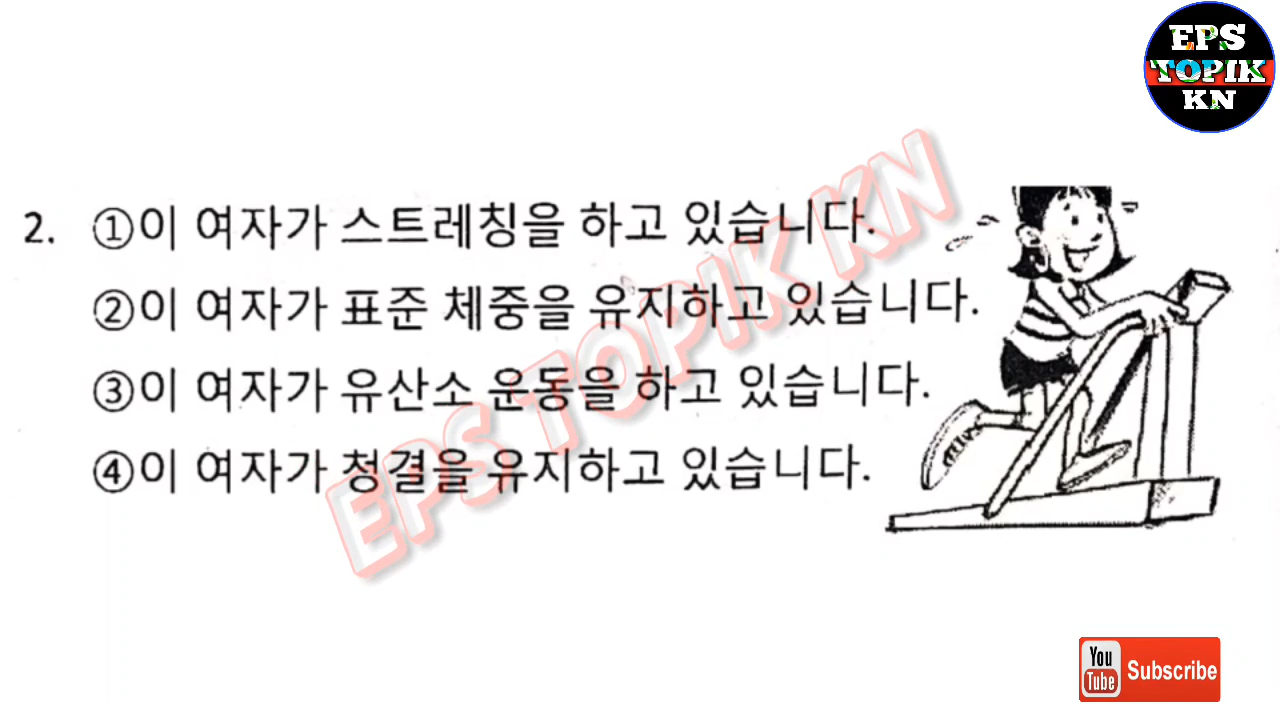 EPS
TOPIK
KN
2. ①이 여자가 스트레칭을 하고 있습니다.
②이 여자가 표준 체중을 유지하고 있습니다.
③이 여자가 유산소 운동을 하고 있습니다.
④이 여자가 청결을 유지하고 있습니다.
EPS TOPIK KN
You
Tube
Subscribe